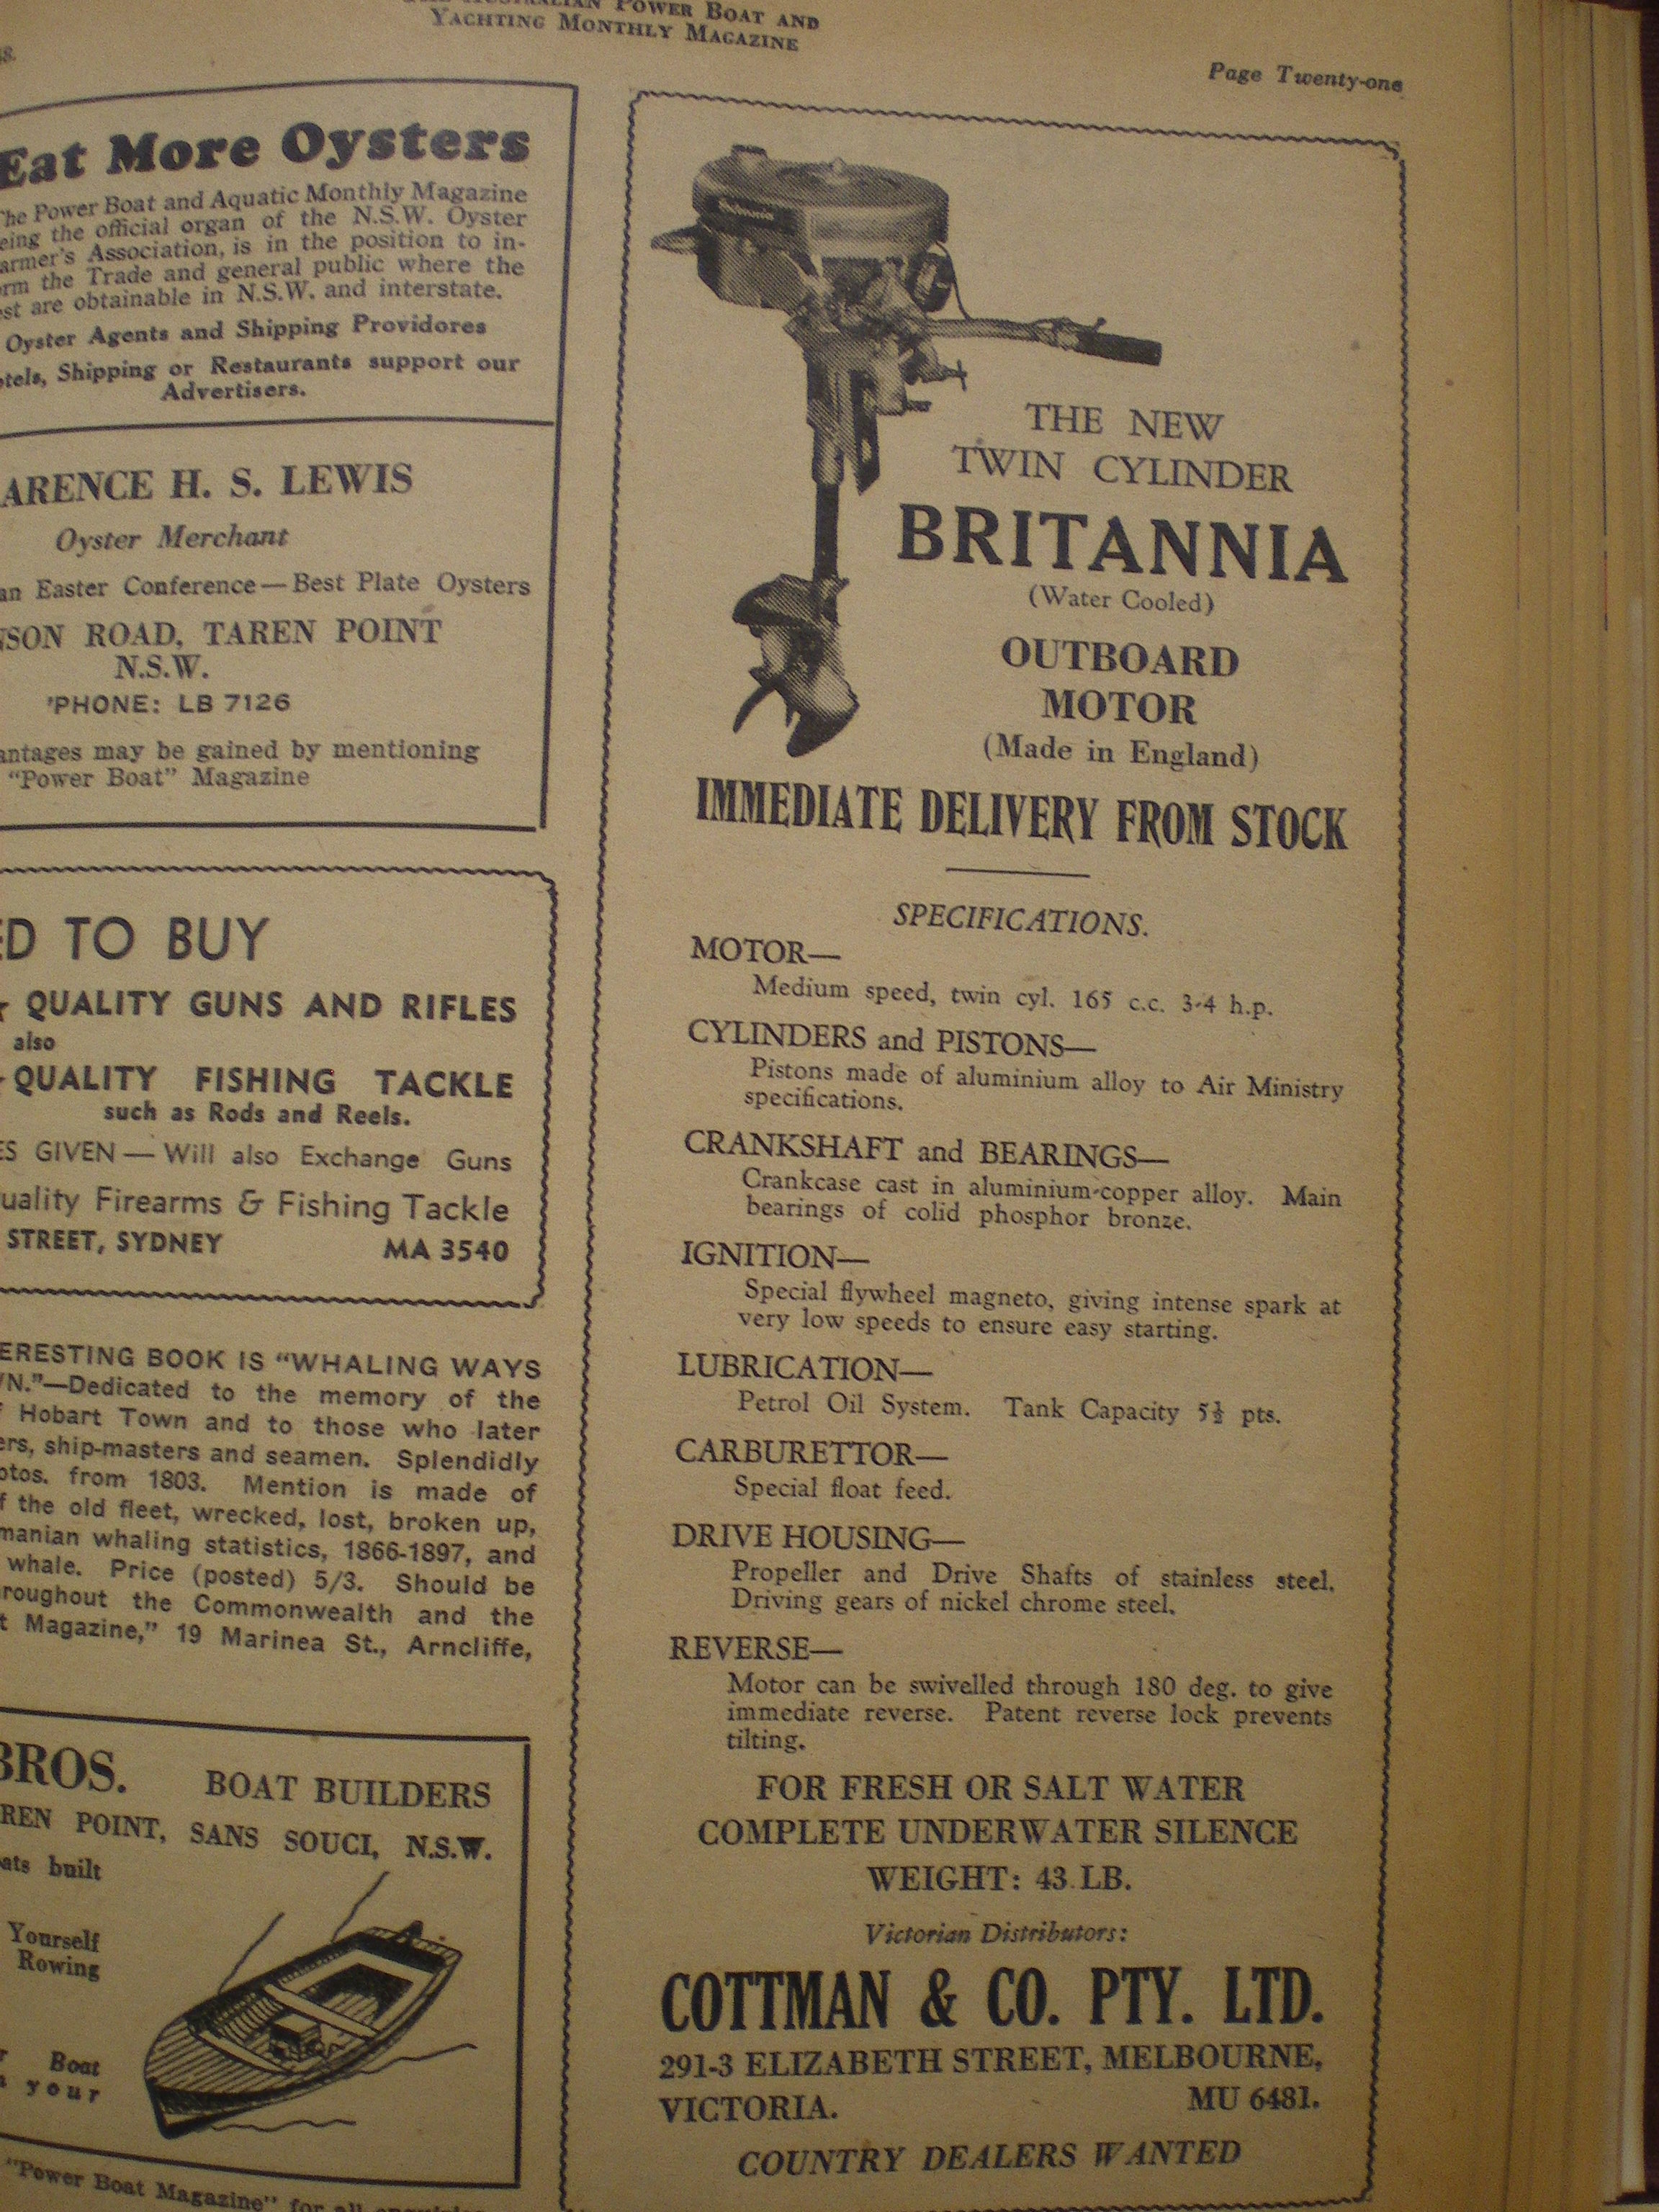 THE AUSTRALIAN POWER BOAT AND
YACHTING MONTHLY MAGAZINE
Page Twenty-one
Eat More Oysters
The Power Boat and Aquatic Monthly Magazine
eing the official organ of the N.S.W. Oyster
armer's Association, is in the position to in-
orm the Trade and general public where the
est are obtainable in N.S.W. and interstate.
Oyster Agents and Shipping Providores
otels, Shipping or Restaurants support our
Advertisers.
ARENCE H. S. LEWIS
Oyster Merchant
an Easter Conference—Best Plate Oysters
NSON ROAD, TAREN POINT
N.S.W.
'PHONE: LB 7126
antages may be gained by mentioning
"Power Boat" Magazine
ED TO BUY
QUALITY GUNS AND RIFLES
also
QUALITY FISHING TACKLE
such as Rods and Reels.
ES GIVEN — Will also Exchange Guns
uality Firearms & Fishing Tackle
STREET, SYDNEY MA 3540
ERESTING BOOK IS "WHALING WAYS
WN."—Dedicated to the memory of the
f Hobart Town and to those who later
ers, ship-masters and seamen. Splendidly
otos. from 1803. Mention is made of
f the old fleet, wrecked, lost, broken up,
manian whaling statistics, 1866-1897, and
whale. Price (posted) 5/3. Should be
roughout the Commonwealth and the
t Magazine," 19 Marinea St., Arncliffe,
BROS. BOAT BUILDERS
REN POINT, SANS SOUCI, N.S.W.
ats built
Yourself
Rowing
r Boat
n your
"Power Boat Magazine" for all
THE NEW
TWIN CYLINDER
BRITANNIA
(Water Cooled)
OUTBOARD
MOTOR
(Made in England)
IMMEDIATE DELIVERY FROM STOCK
SPECIFICATIONS.
MOTOR—
Medium speed, twin cyl. 165 c.c. 3-4 h.p.
CYLINDERS and PISTONS—
Pistons made of aluminium alloy to Air Ministry
specifications.
CRANKSHAFT and BEARINGS—
Crankcase cast in aluminium-copper alloy. Main
bearings of colid phosphor bronze.
IGNITION—
Special flywheel magneto, giving intense spark at
very low speeds to ensure easy starting.
LUBRICATION—
Petrol Oil System. Tank Capacity 5½ pts.
CARBURETTOR—
Special float feed.
DRIVE HOUSING—
Propeller and Drive Shafts of stainless steel.
Driving gears of nickel chrome steel.
REVERSE—
Motor can be swivelled through 180 deg. to give
immediate reverse. Patent reverse lock prevents
tilting.
FOR FRESH OR SALT WATER
COMPLETE UNDERWATER SILENCE
WEIGHT: 43 LB.
Victorian Distributors:
COTTMAN & CO. PTY. LTD.
291-3 ELIZABETH STREET, MELBOURNE,
VICTORIA. MU 6481.
COUNTRY DEALERS WANTED